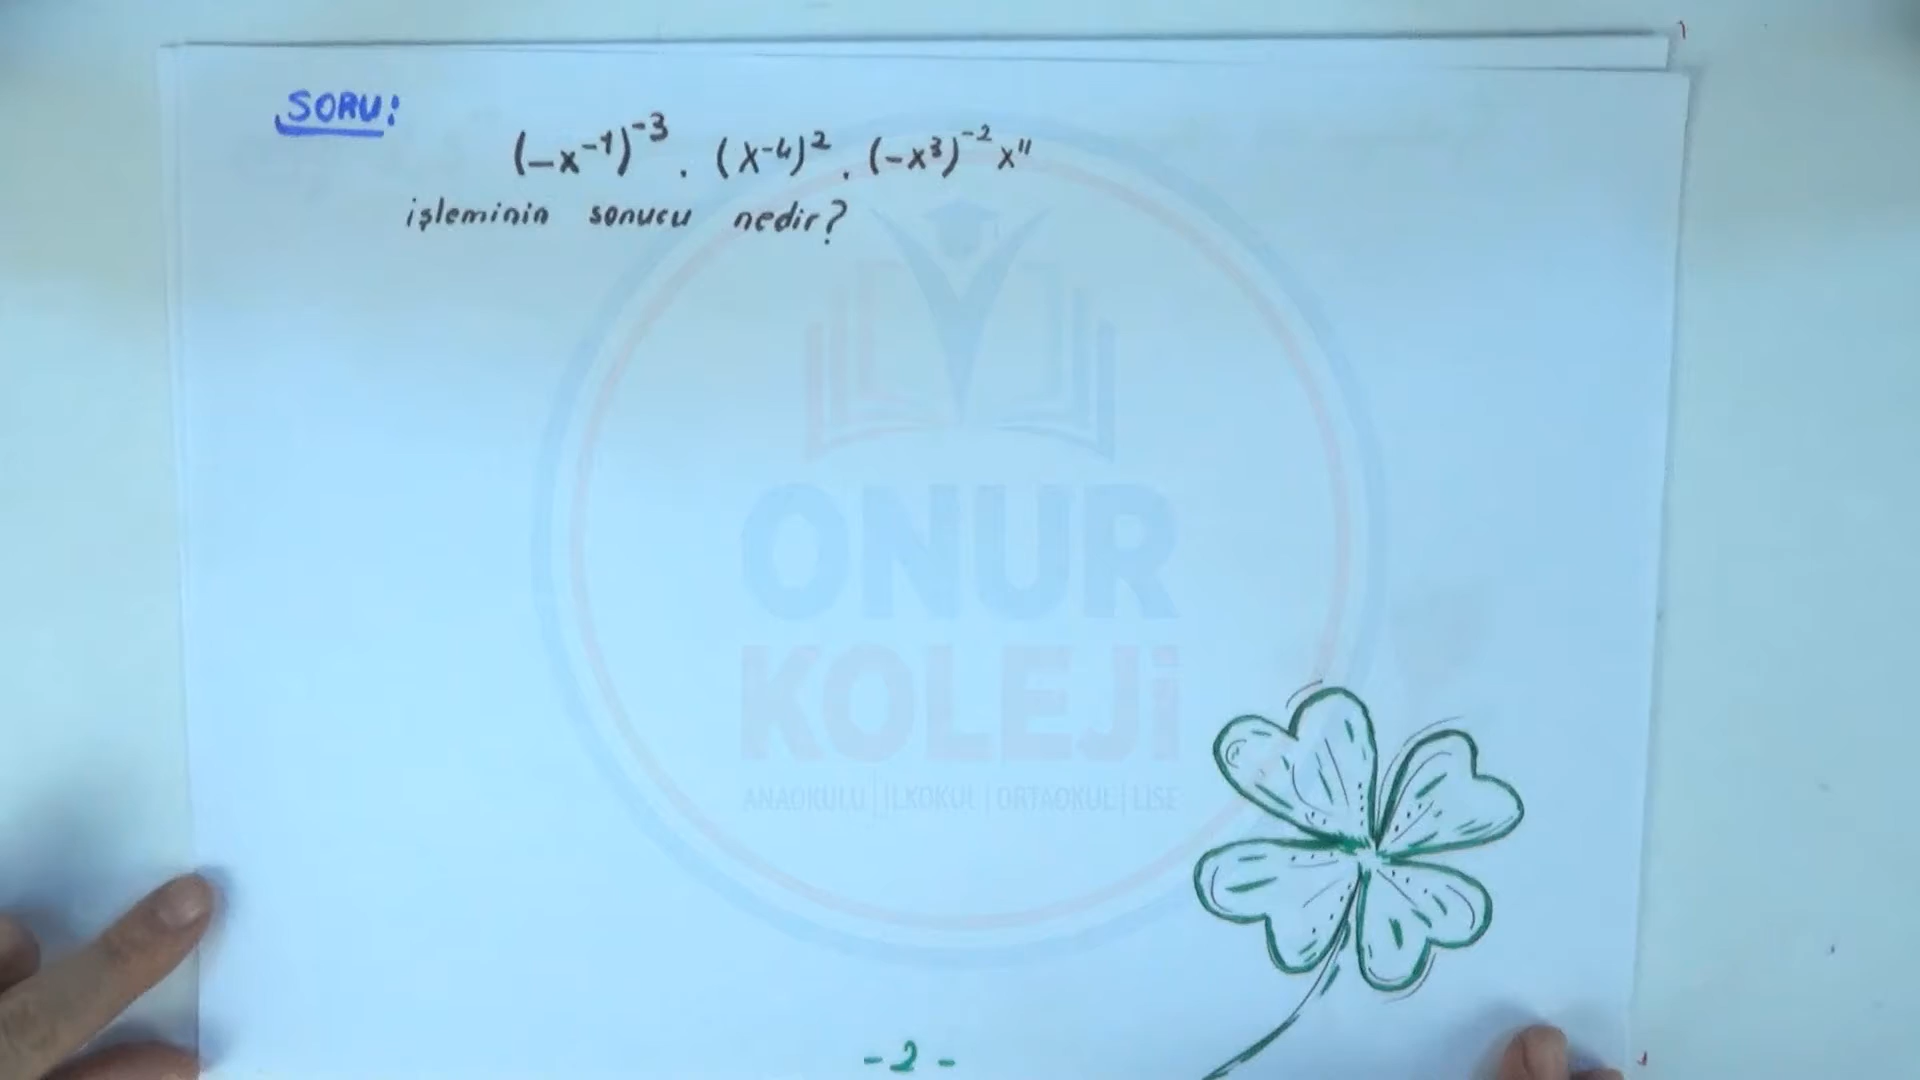 SORU:
(-x⁻¹)⁻³ . (x⁻⁴)² . (-x³)⁻² x¹¹
işleminin sonucu nedir?
ONUR
KOLEJİ
ANAOKULU | İLKOKUL | ORTAOKUL | LİSE
- 2 -